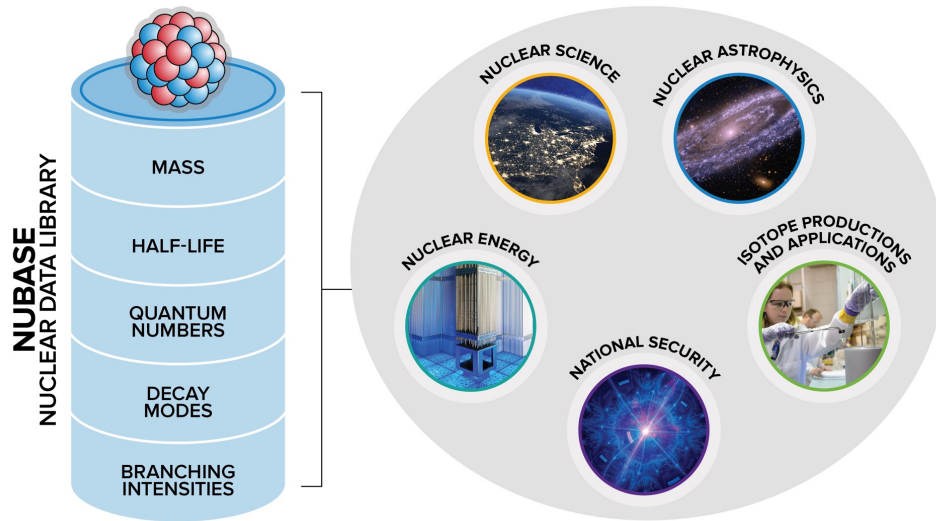 NUBASE
NUCLEAR DATA LIBRARY
MASS
HALF-LIFE
QUANTUM
NUMBERS
DECAY
MODES
BRANCHING
INTENSITIES
NUCLEAR SCIENCE
NUCLEAR ASTROPHYSICS
NUCLEAR ENERGY
ISOTOPE PRODUCTIONS
AND APPLICATIONS
NATIONAL SECURITY